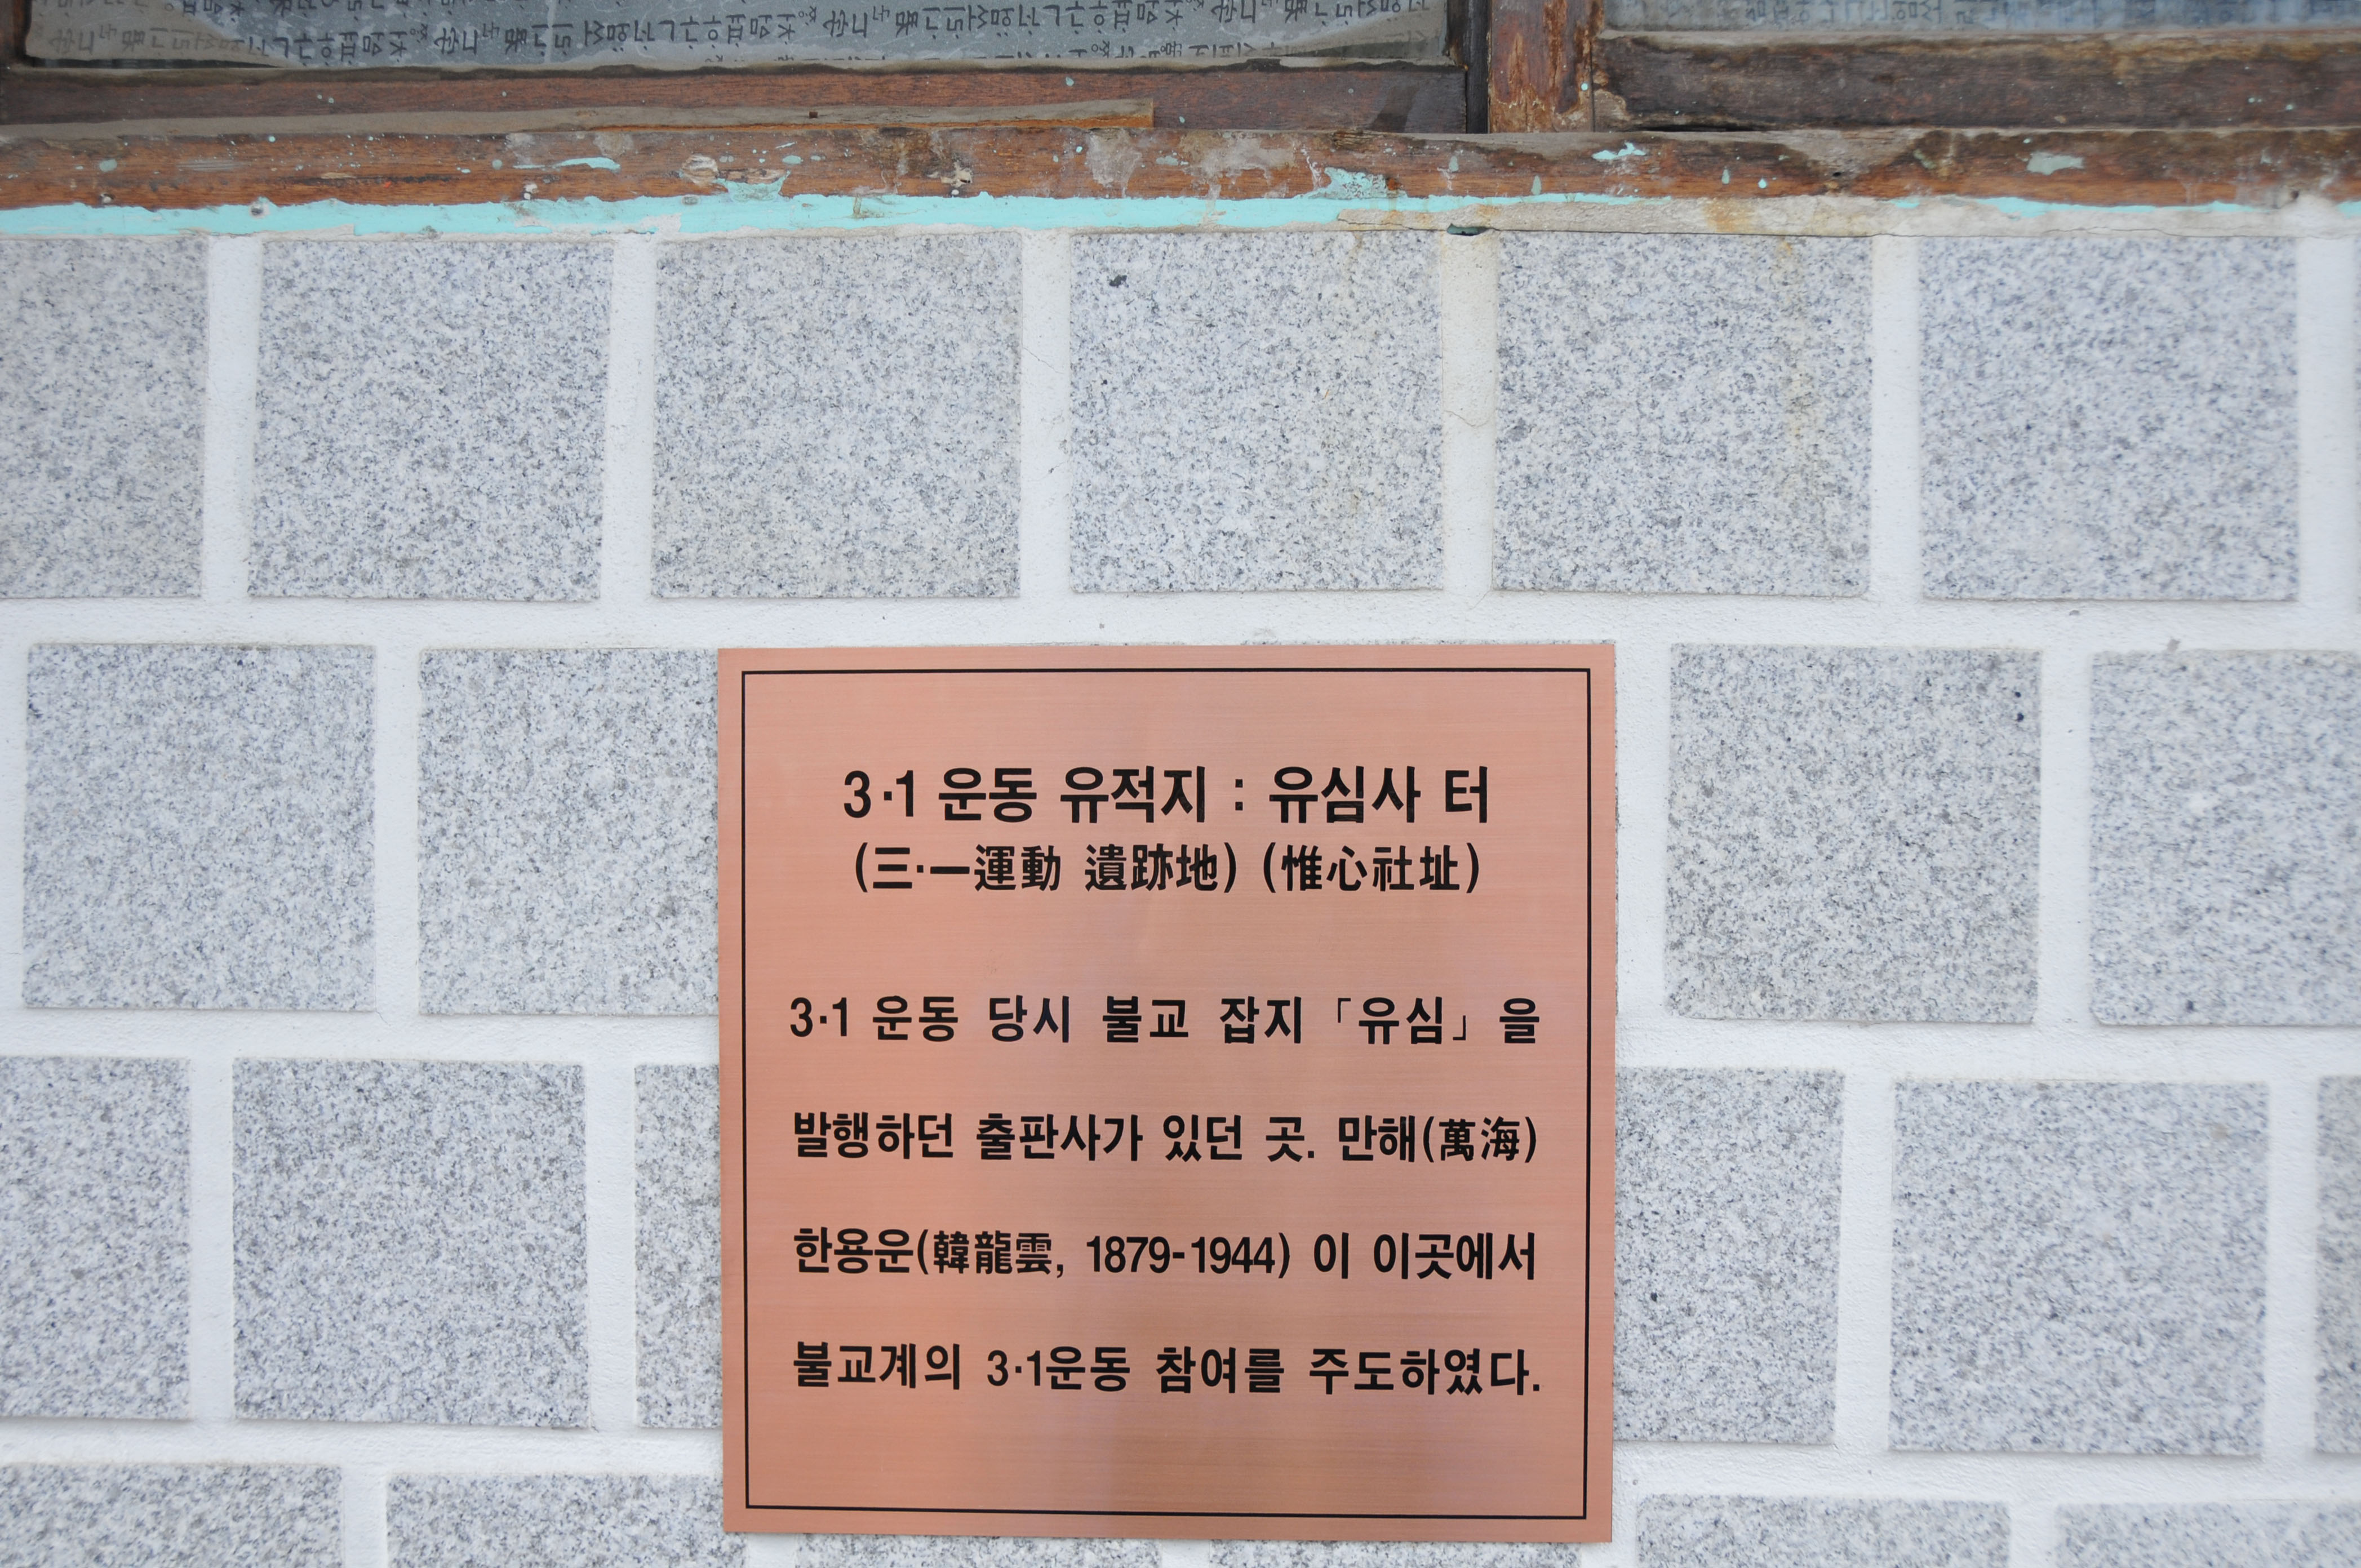 3·1 운동 유적지 : 유심사 터
(三·一運動 遺跡地) (惟心社址)
3·1 운동 당시 불교 잡지 「유심」 을
발행하던 출판사가 있던 곳. 만해(萬海)
한용운(韓龍雲, 1879-1944) 이 이곳에서
불교계의 3·1운동 참여를 주도하였다.